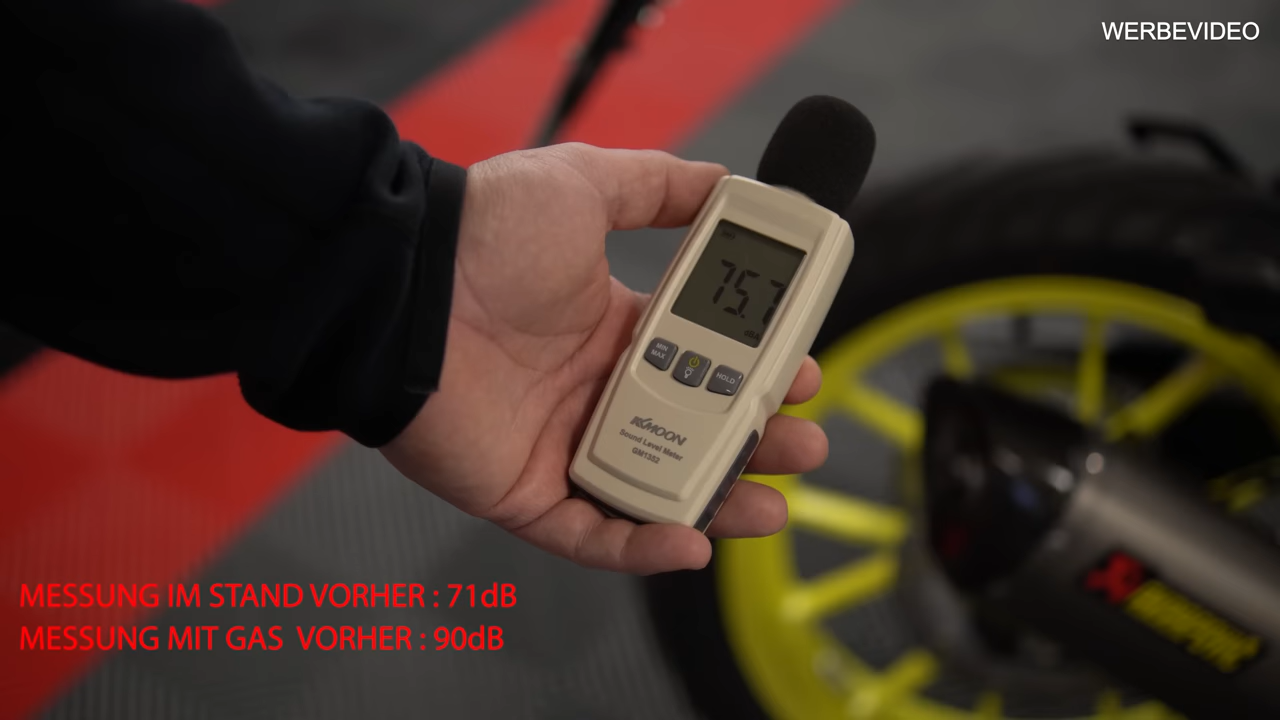 WERBEVIDEO
75.7
MIN
MAX
HOLD
KKMOON
Sound Level Meter
GM1352
MESSUNG IM STAND VORHER : 71dB
MESSUNG MIT GAS  VORHER : 90dB